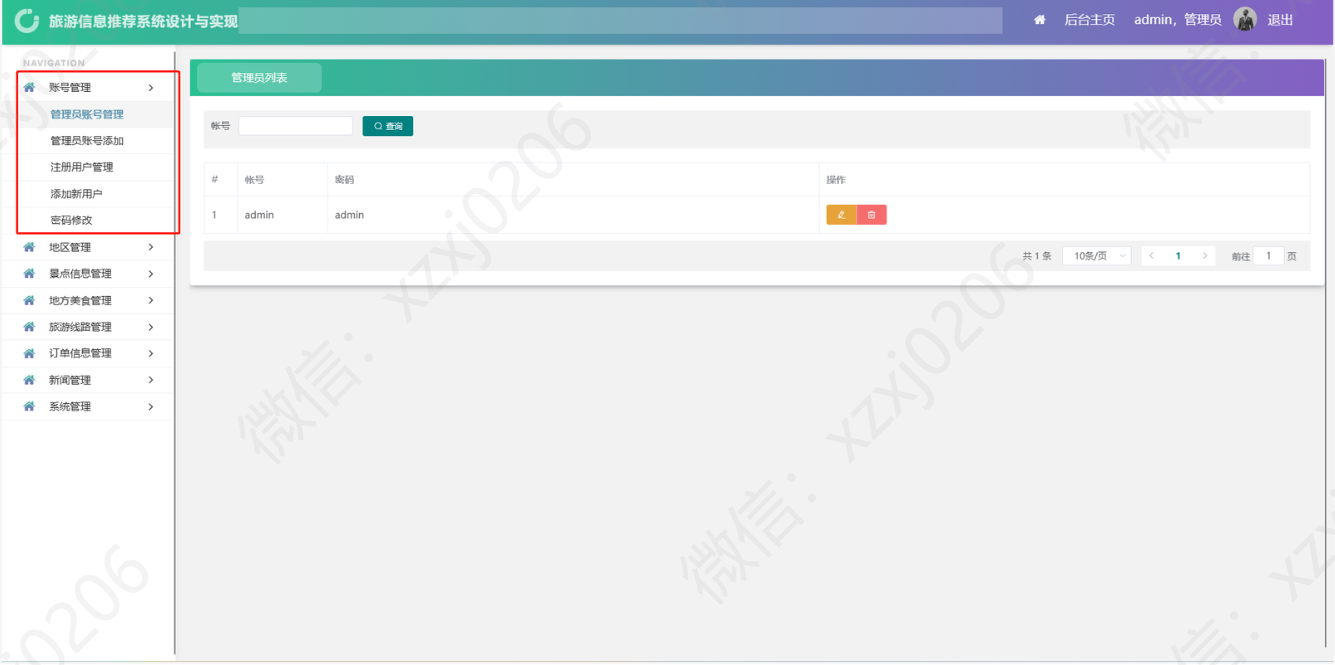 旅游信息推荐系统设计与实现
后台主页 admin，管理员 退出
NAVIGATION
账号管理
管理员账号管理
管理员账号添加
注册用户管理
添加新用户
密码修改
地区管理
景点信息管理
地方美食管理
旅游线路管理
订单信息管理
新闻管理
系统管理
管理员列表
帐号 查询
# 帐号 密码 操作
1 admin admin
共 1 条 10条/页 1 前往 1 页
微信：xzxj0206
微信：xzxj0206
微信：xzxj0206